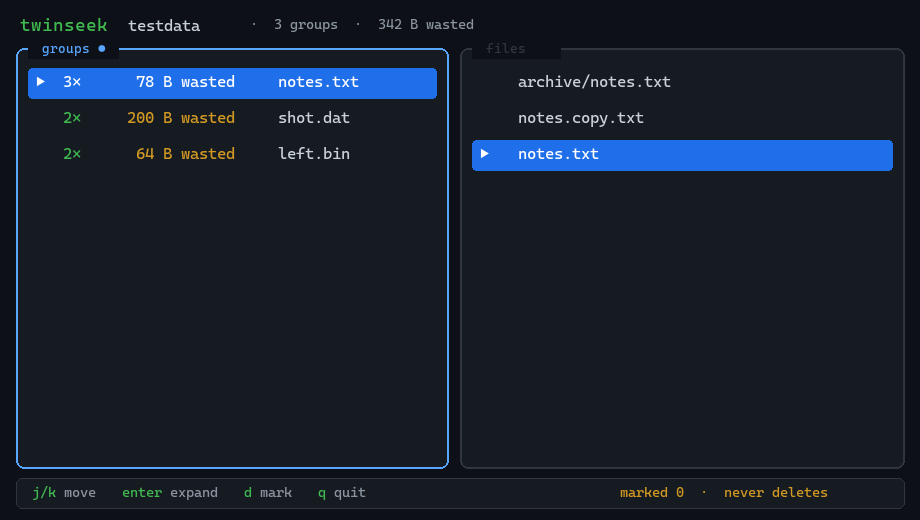 twinseek testdata · 3 groups · 342 B wasted
groups ●
▶ 3× 78 B wasted notes.txt
2× 200 B wasted shot.dat
2× 64 B wasted left.bin
files
archive/notes.txt
notes.copy.txt
▶ notes.txt
j/k move enter expand d mark q quit marked 0 · never deletes